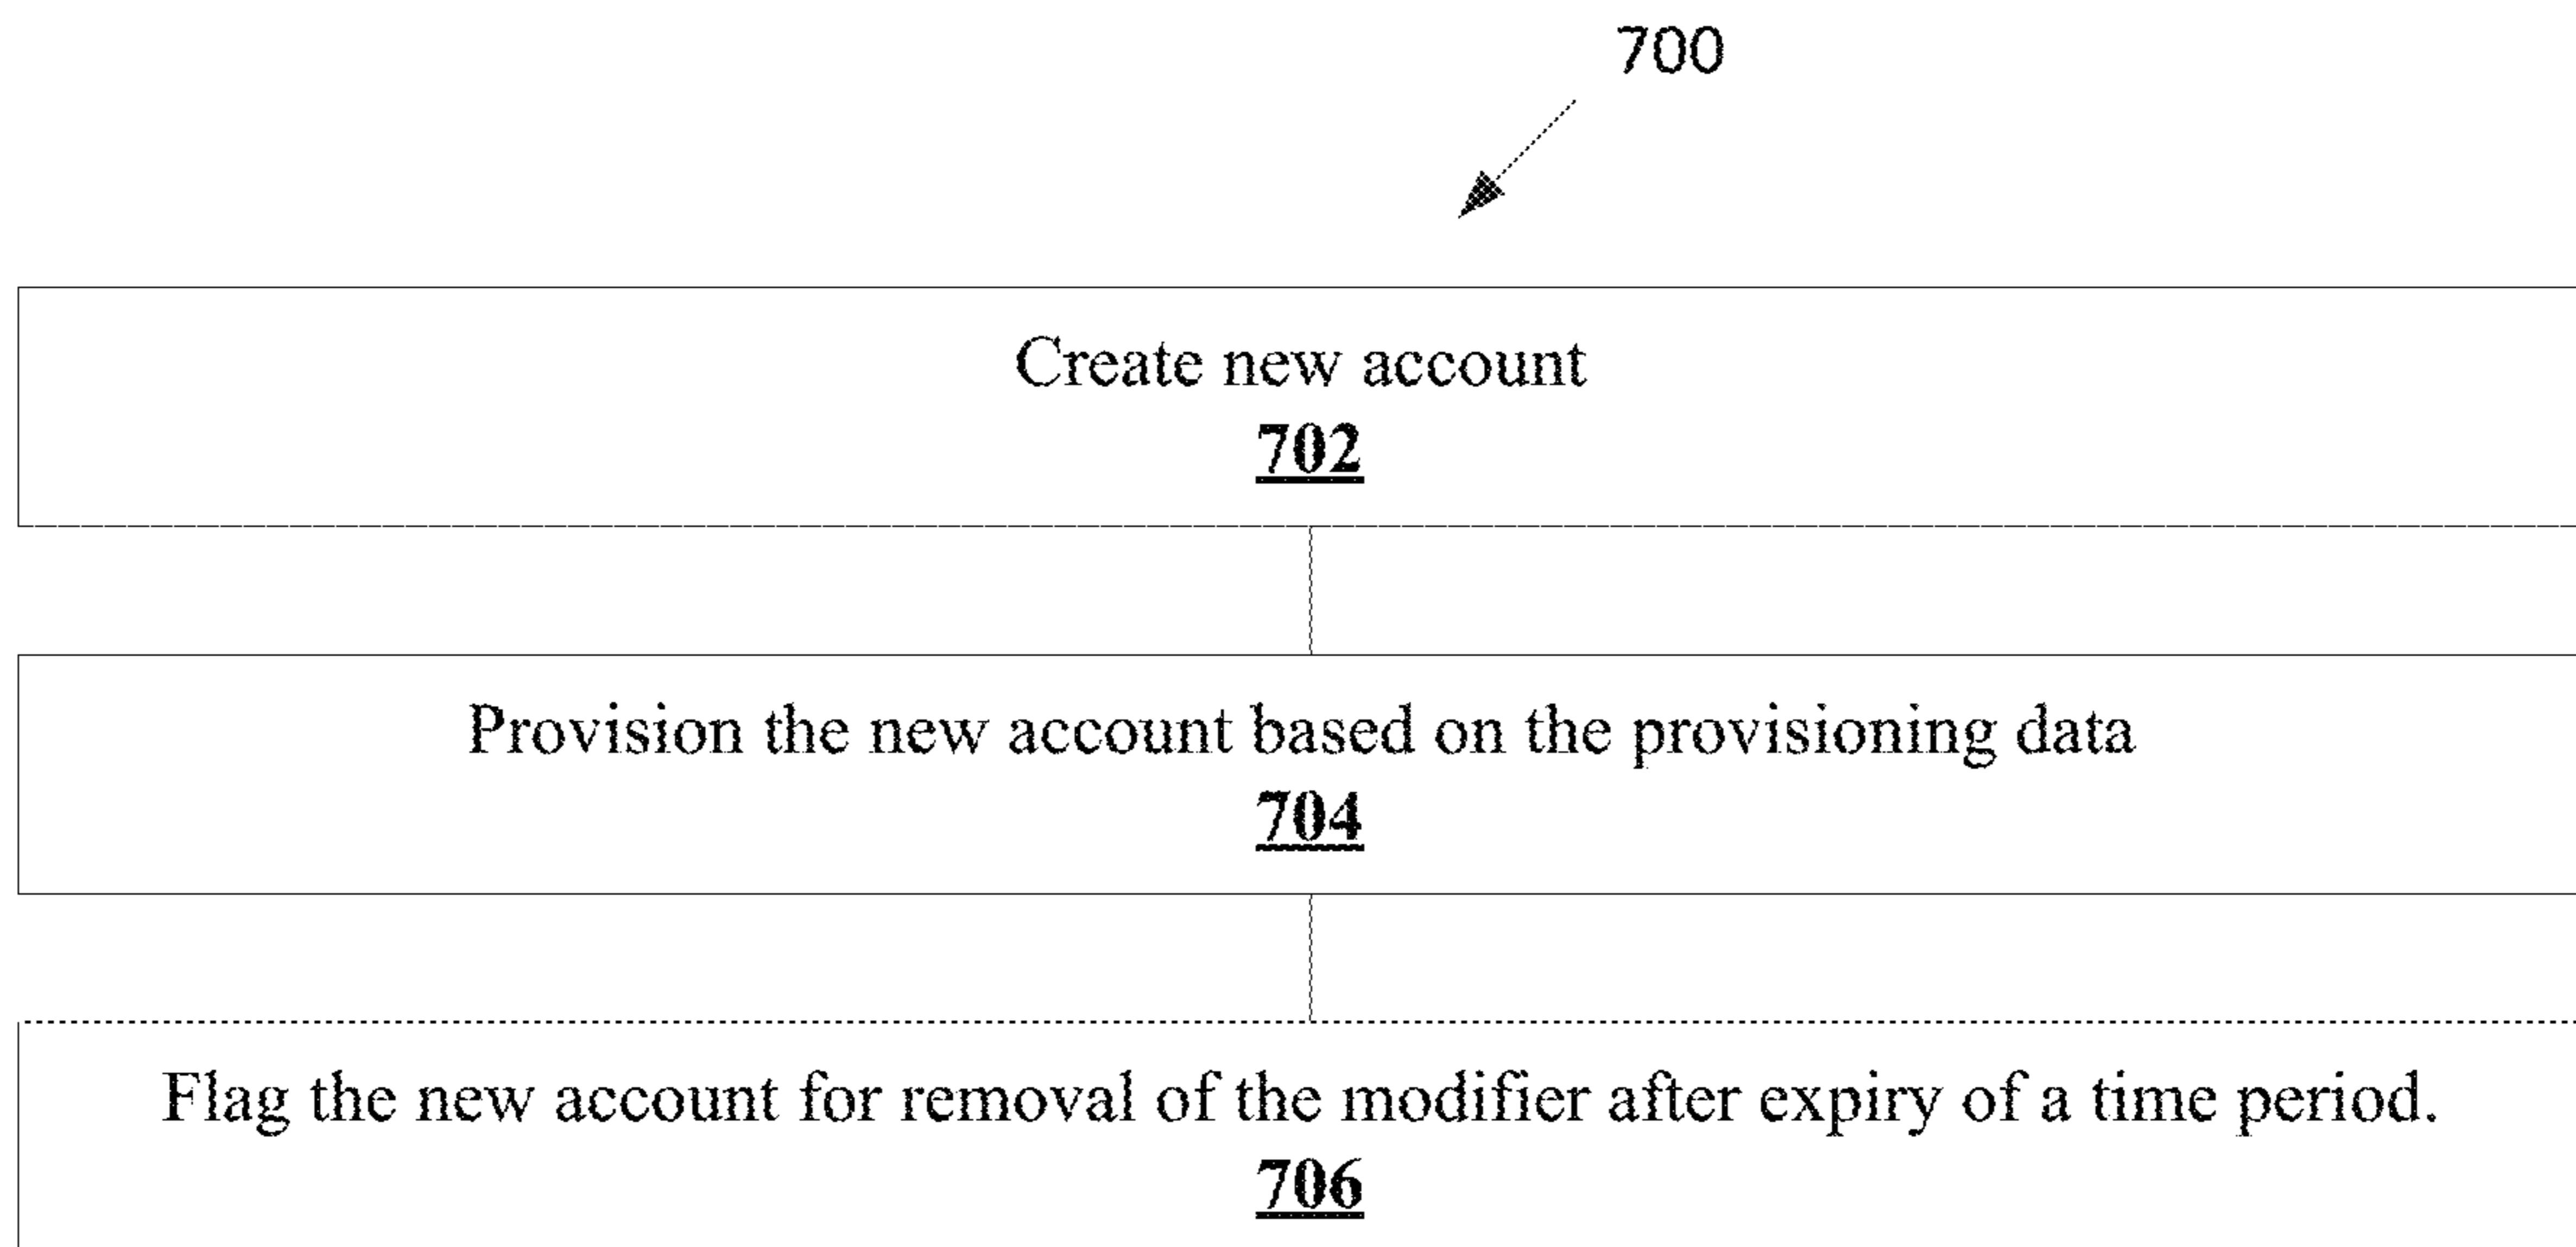 700
Create new account
702
Provision the new account based on the provisioning data
704
Flag the new account for removal of the modifier after expiry of a time period.
706